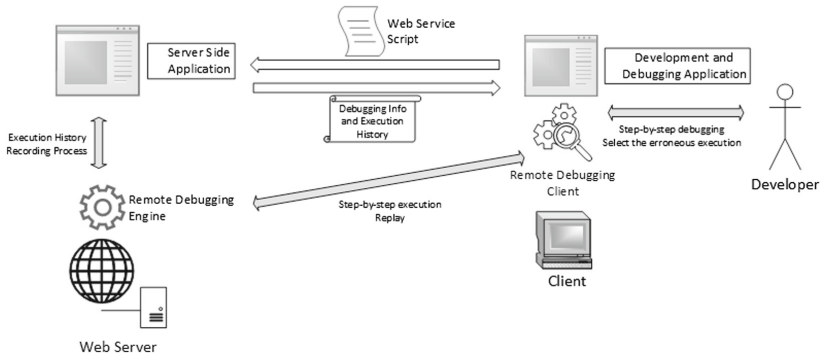 Web Service
Script
Server Side
Application
Development and
Debugging Application
Debugging Info
and Execution
History
Execution History
Recording Process
Step-by-step debugging
Select the erroneous execution
Remote Debugging
Client
Developer
Remote Debugging
Engine
Step-by-step execution
Replay
Client
Web Server